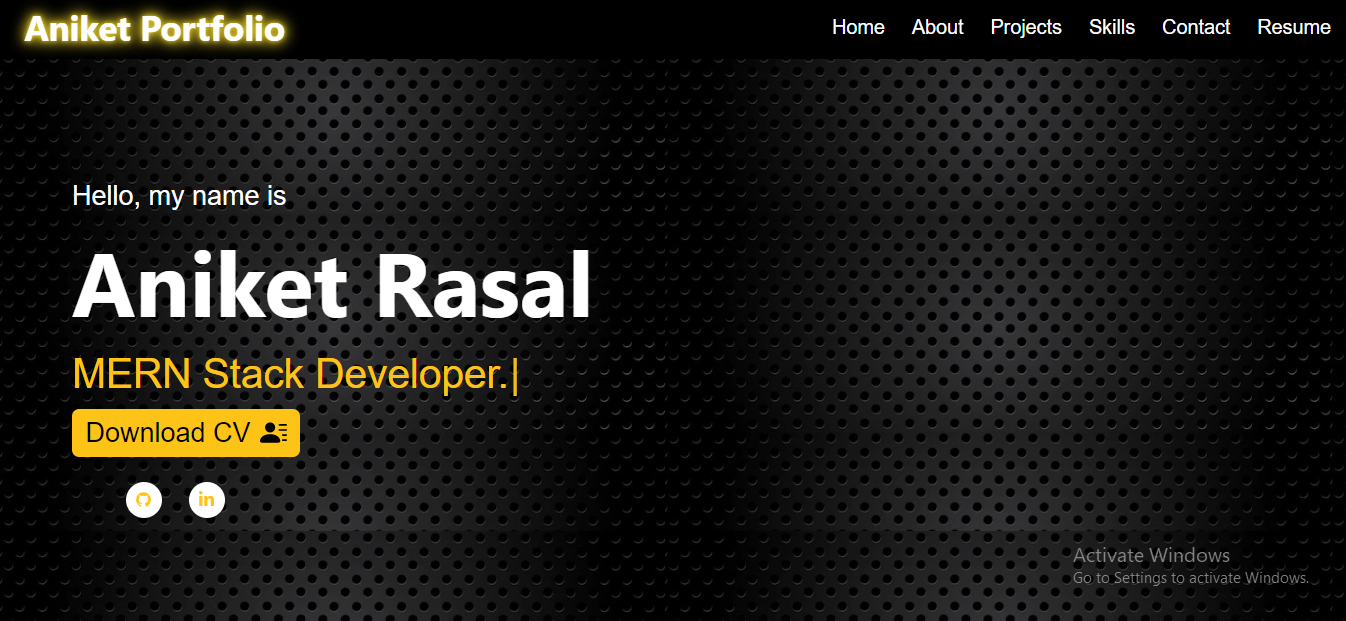 Aniket Portfolio
Home About Projects Skills Contact Resume
Hello, my name is
Aniket Rasal
MERN Stack Developer.|
Download CV
in
Activate Windows
Go to Settings to activate Windows.